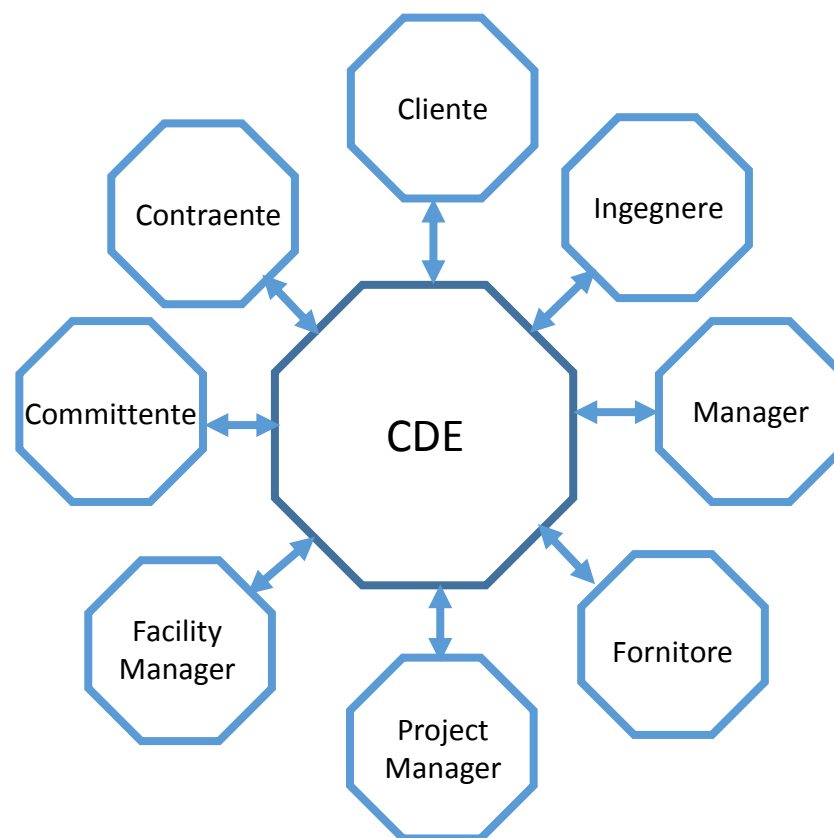 Cliente
Ingegnere
Contraente
Manager
Committente
CDE
Fornitore
Facility
Manager
Project
Manager